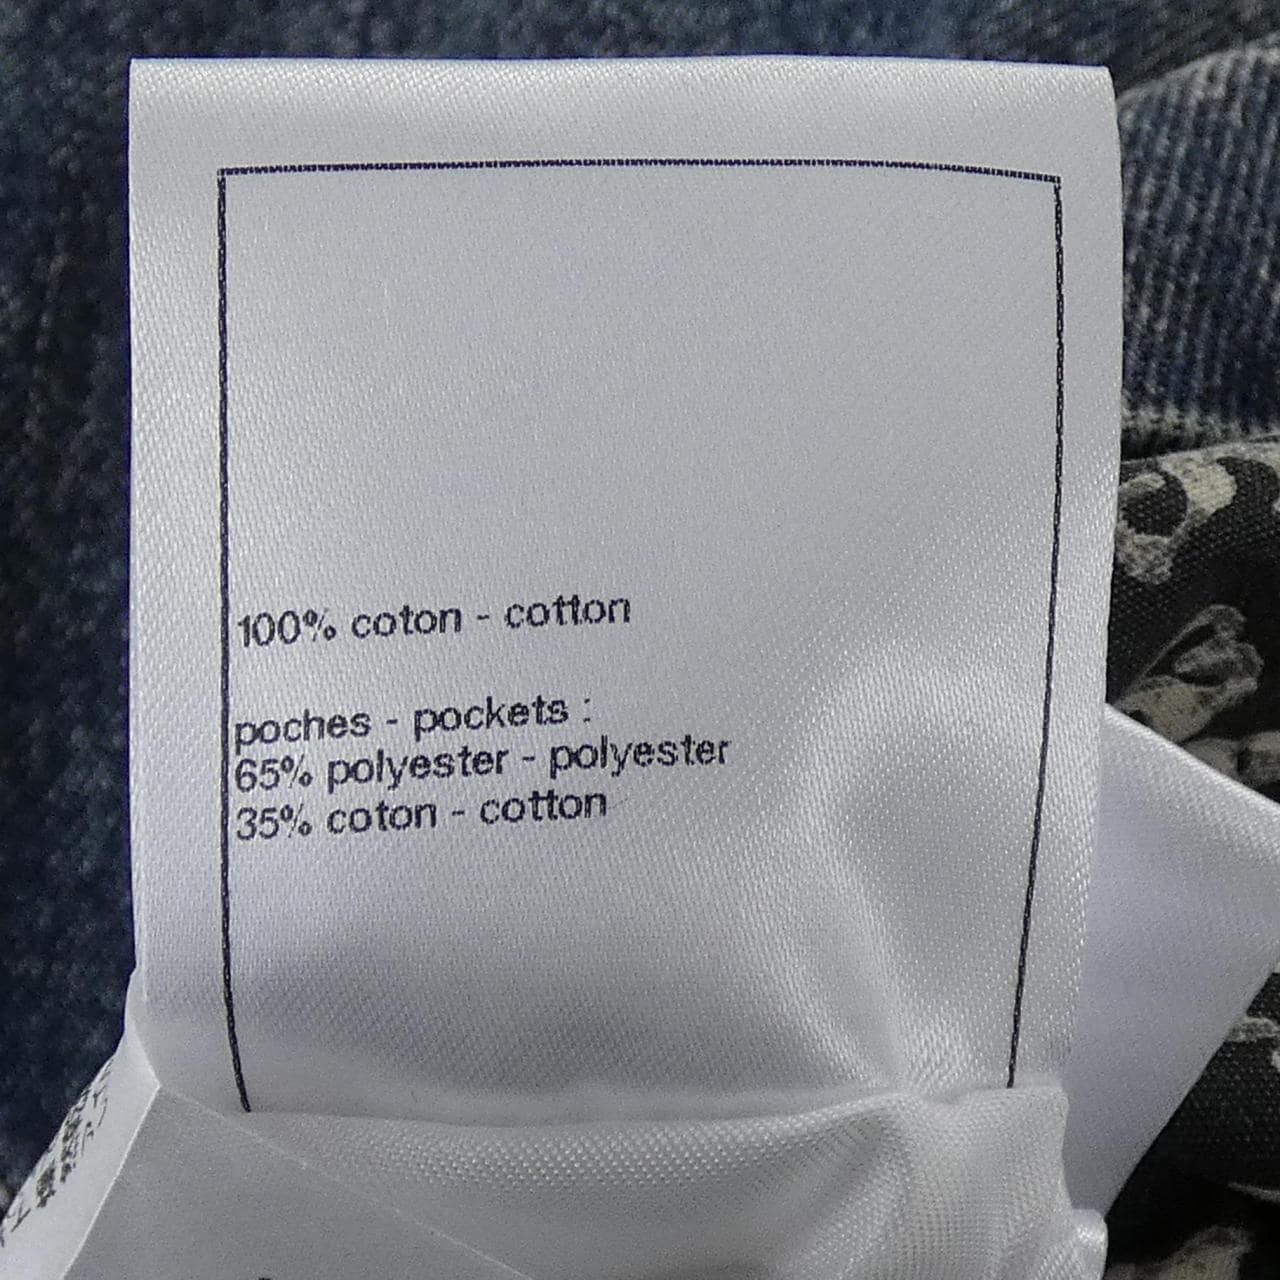 100% coton - cotton
poches - pockets :
65% polyester - polyester
35% coton - cotton